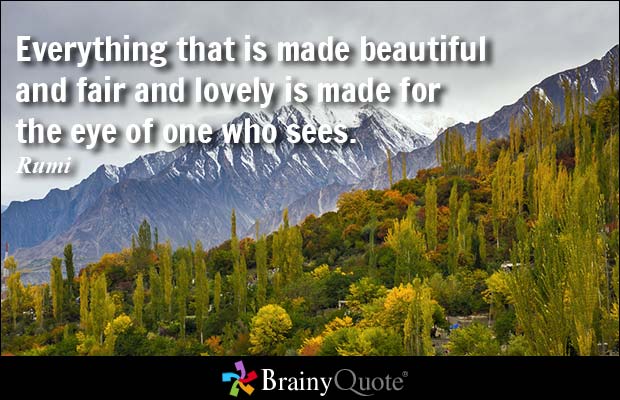 Everything that is made beautiful
and fair and lovely is made for
the eye of one who sees.
Rumi
BrainyQuote®